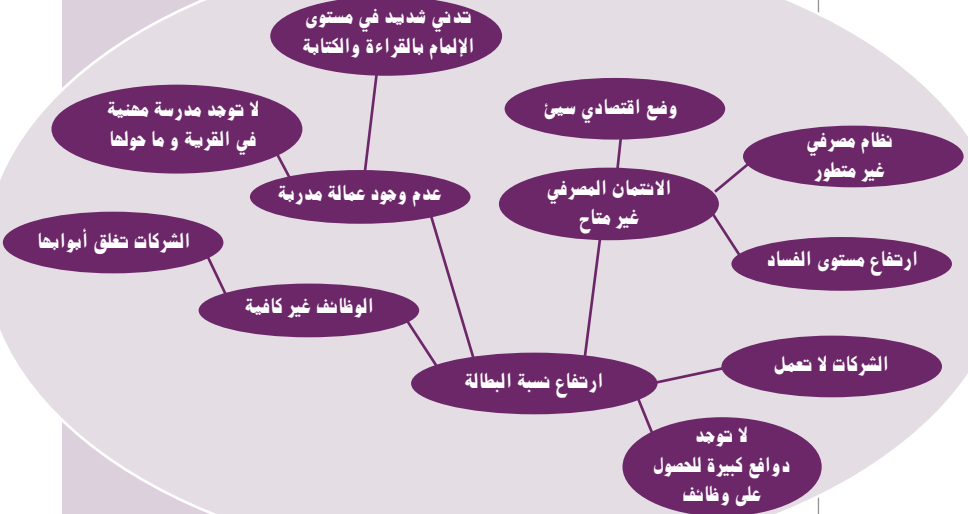 تدني شديد في مستوى
الإلمام بالقراءة والكتابة
لا توجد مدرسة مهنية
في القرية و ما حولها
وضع اقتصادي سيئ
نظام مصرفي
غير متطور
عدم وجود عمالة مدربة
الائتمان المصرفي
غير متاح
الشركات تغلق أبوابها
ارتفاع مستوى الفساد
الوظائف غير كافية
الشركات لا تعمل
ارتفاع نسبة البطالة
لا توجد
دوافع كبيرة للحصول
على وظائف